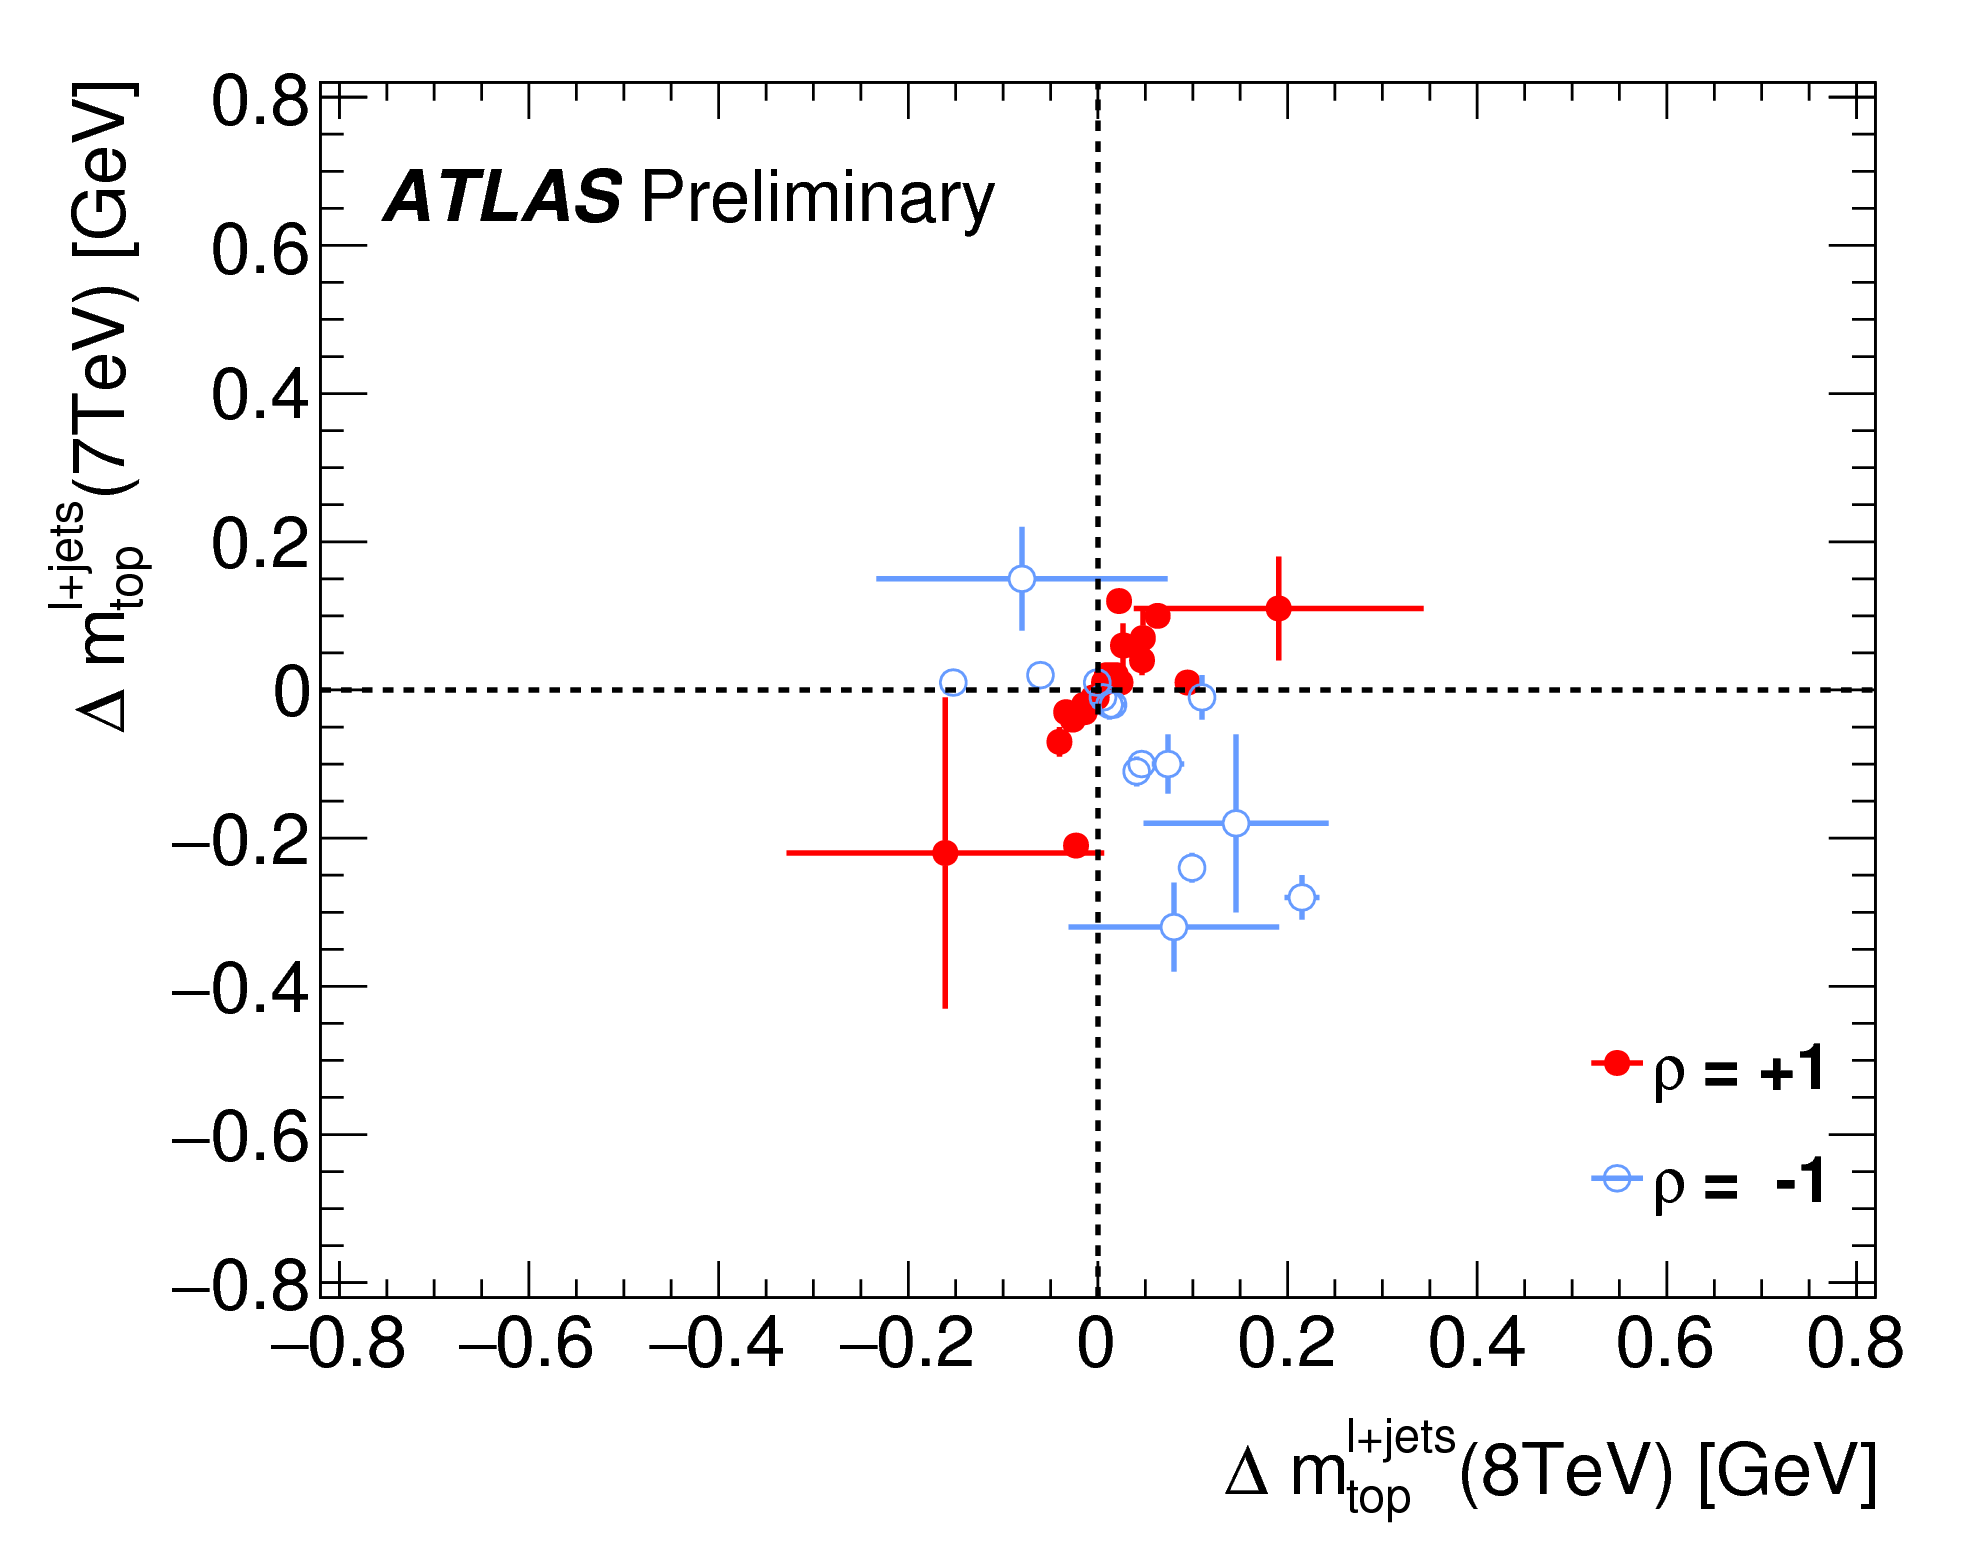 Δ m_top^l+jets(7TeV) [GeV]
0.8
0.6
0.4
0.2
0
−0.2
−0.4
−0.6
−0.8
ATLAS Preliminary
ρ = +1
ρ = -1
−0.8 −0.6 −0.4 −0.2 0 0.2 0.4 0.6 0.8
Δ m_top^l+jets(8TeV) [GeV]